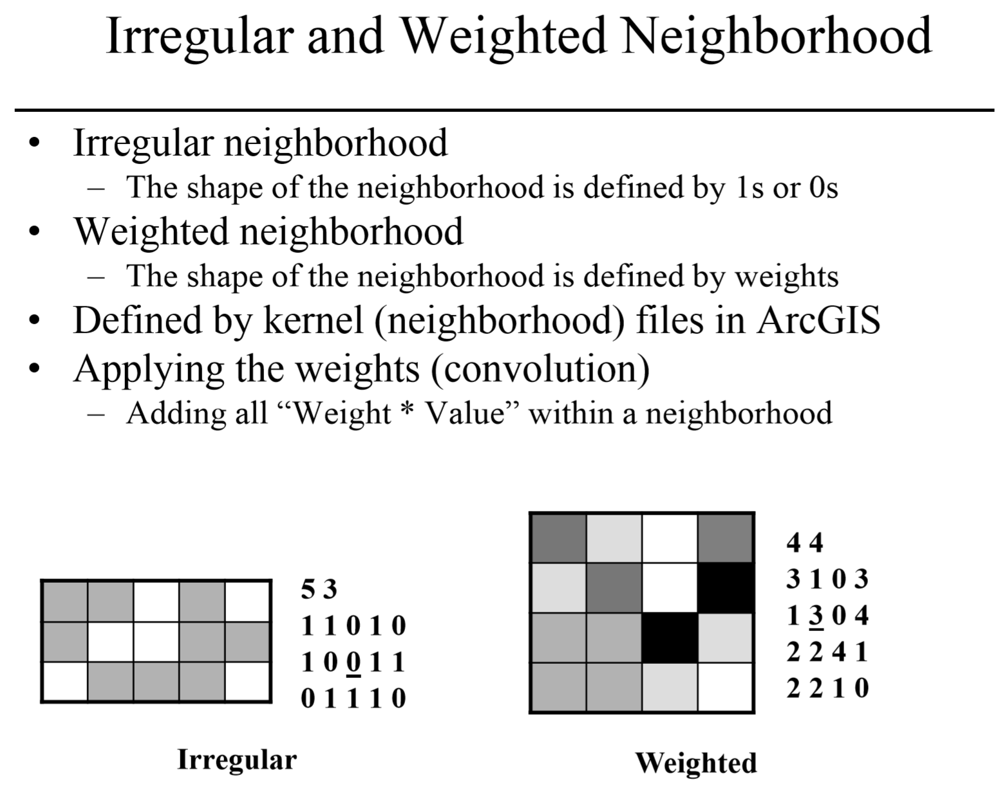 Irregular and Weighted Neighborhood
• Irregular neighborhood
– The shape of the neighborhood is defined by 1s or 0s
• Weighted neighborhood
– The shape of the neighborhood is defined by weights
• Defined by kernel (neighborhood) files in ArcGIS
• Applying the weights (convolution)
– Adding all “Weight * Value” within a neighborhood
5 3
1 1 0 1 0
1 0 0 1 1
0 1 1 1 0
Irregular
4 4
3 1 0 3
1 3 0 4
2 2 4 1
2 2 1 0
Weighted